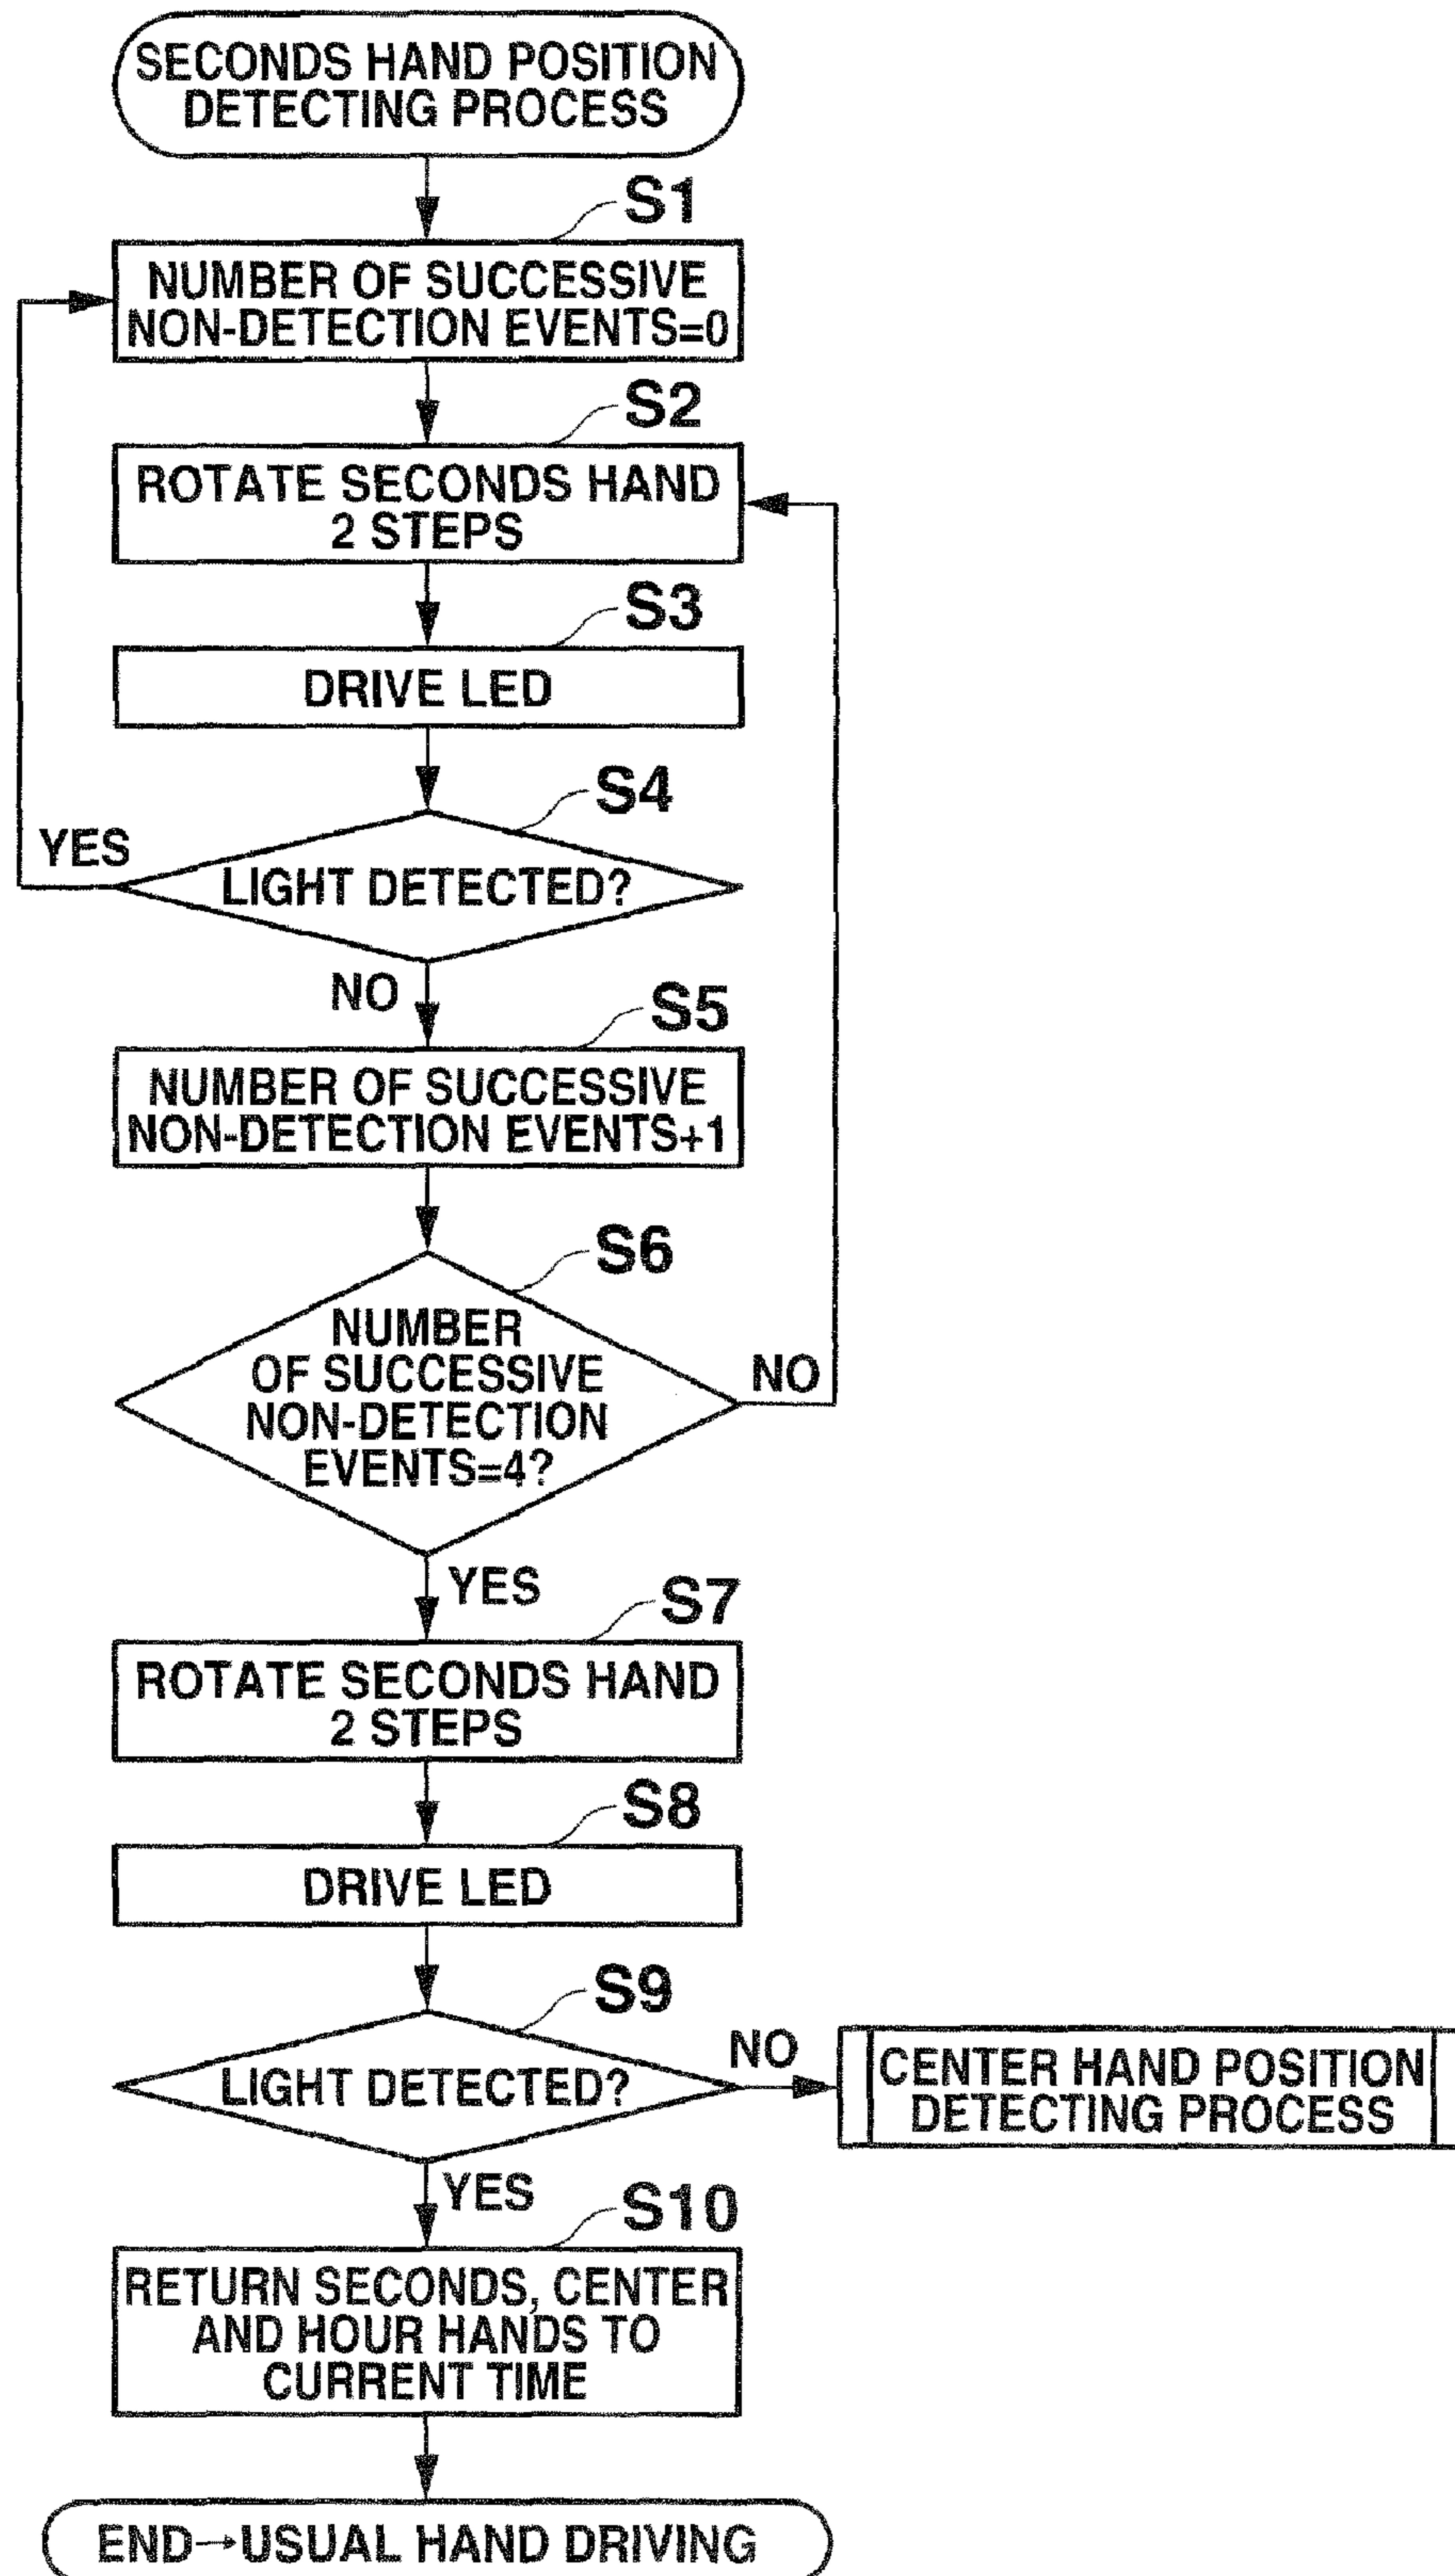 SECONDS HAND POSITION
DETECTING PROCESS
S1
NUMBER OF SUCCESSIVE
NON-DETECTION EVENTS=0
S2
ROTATE SECONDS HAND
2 STEPS
S3
DRIVE LED
S4
YES
LIGHT DETECTED?
NO
S5
NUMBER OF SUCCESSIVE
NON-DETECTION EVENTS+1
S6
NUMBER
OF SUCCESSIVE
NON-DETECTION
EVENTS=4?
NO
YES
S7
ROTATE SECONDS HAND
2 STEPS
S8
DRIVE LED
S9
LIGHT DETECTED?
NO
CENTER HAND POSITION
DETECTING PROCESS
YES
S10
RETURN SECONDS, CENTER
AND HOUR HANDS TO
CURRENT TIME
END→USUAL HAND DRIVING